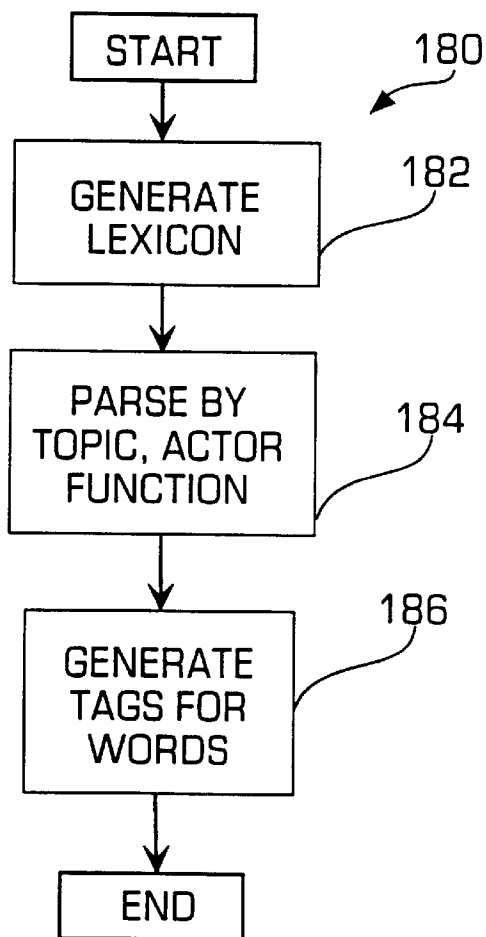 START
180
GENERATE
LEXICON
182
PARSE BY
TOPIC, ACTOR
FUNCTION
184
GENERATE
TAGS FOR
WORDS
186
END